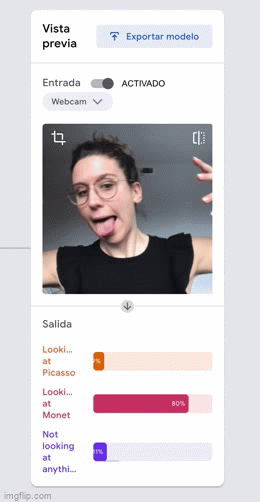 Vista
previa
Exportar modelo
Entrada
ACTIVADO
Webcam
Salida
Looki...
at
Picasso
Looki...
at
Monet
80%
Not
looking
at
anythi...
11%
imgflip.com